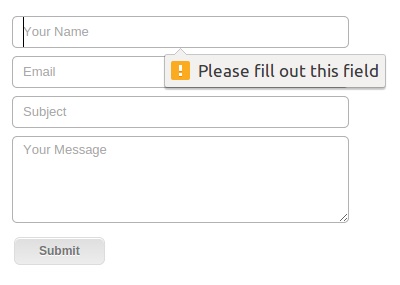 Your Name
Please fill out this field
Email
Subject
Your Message
Submit